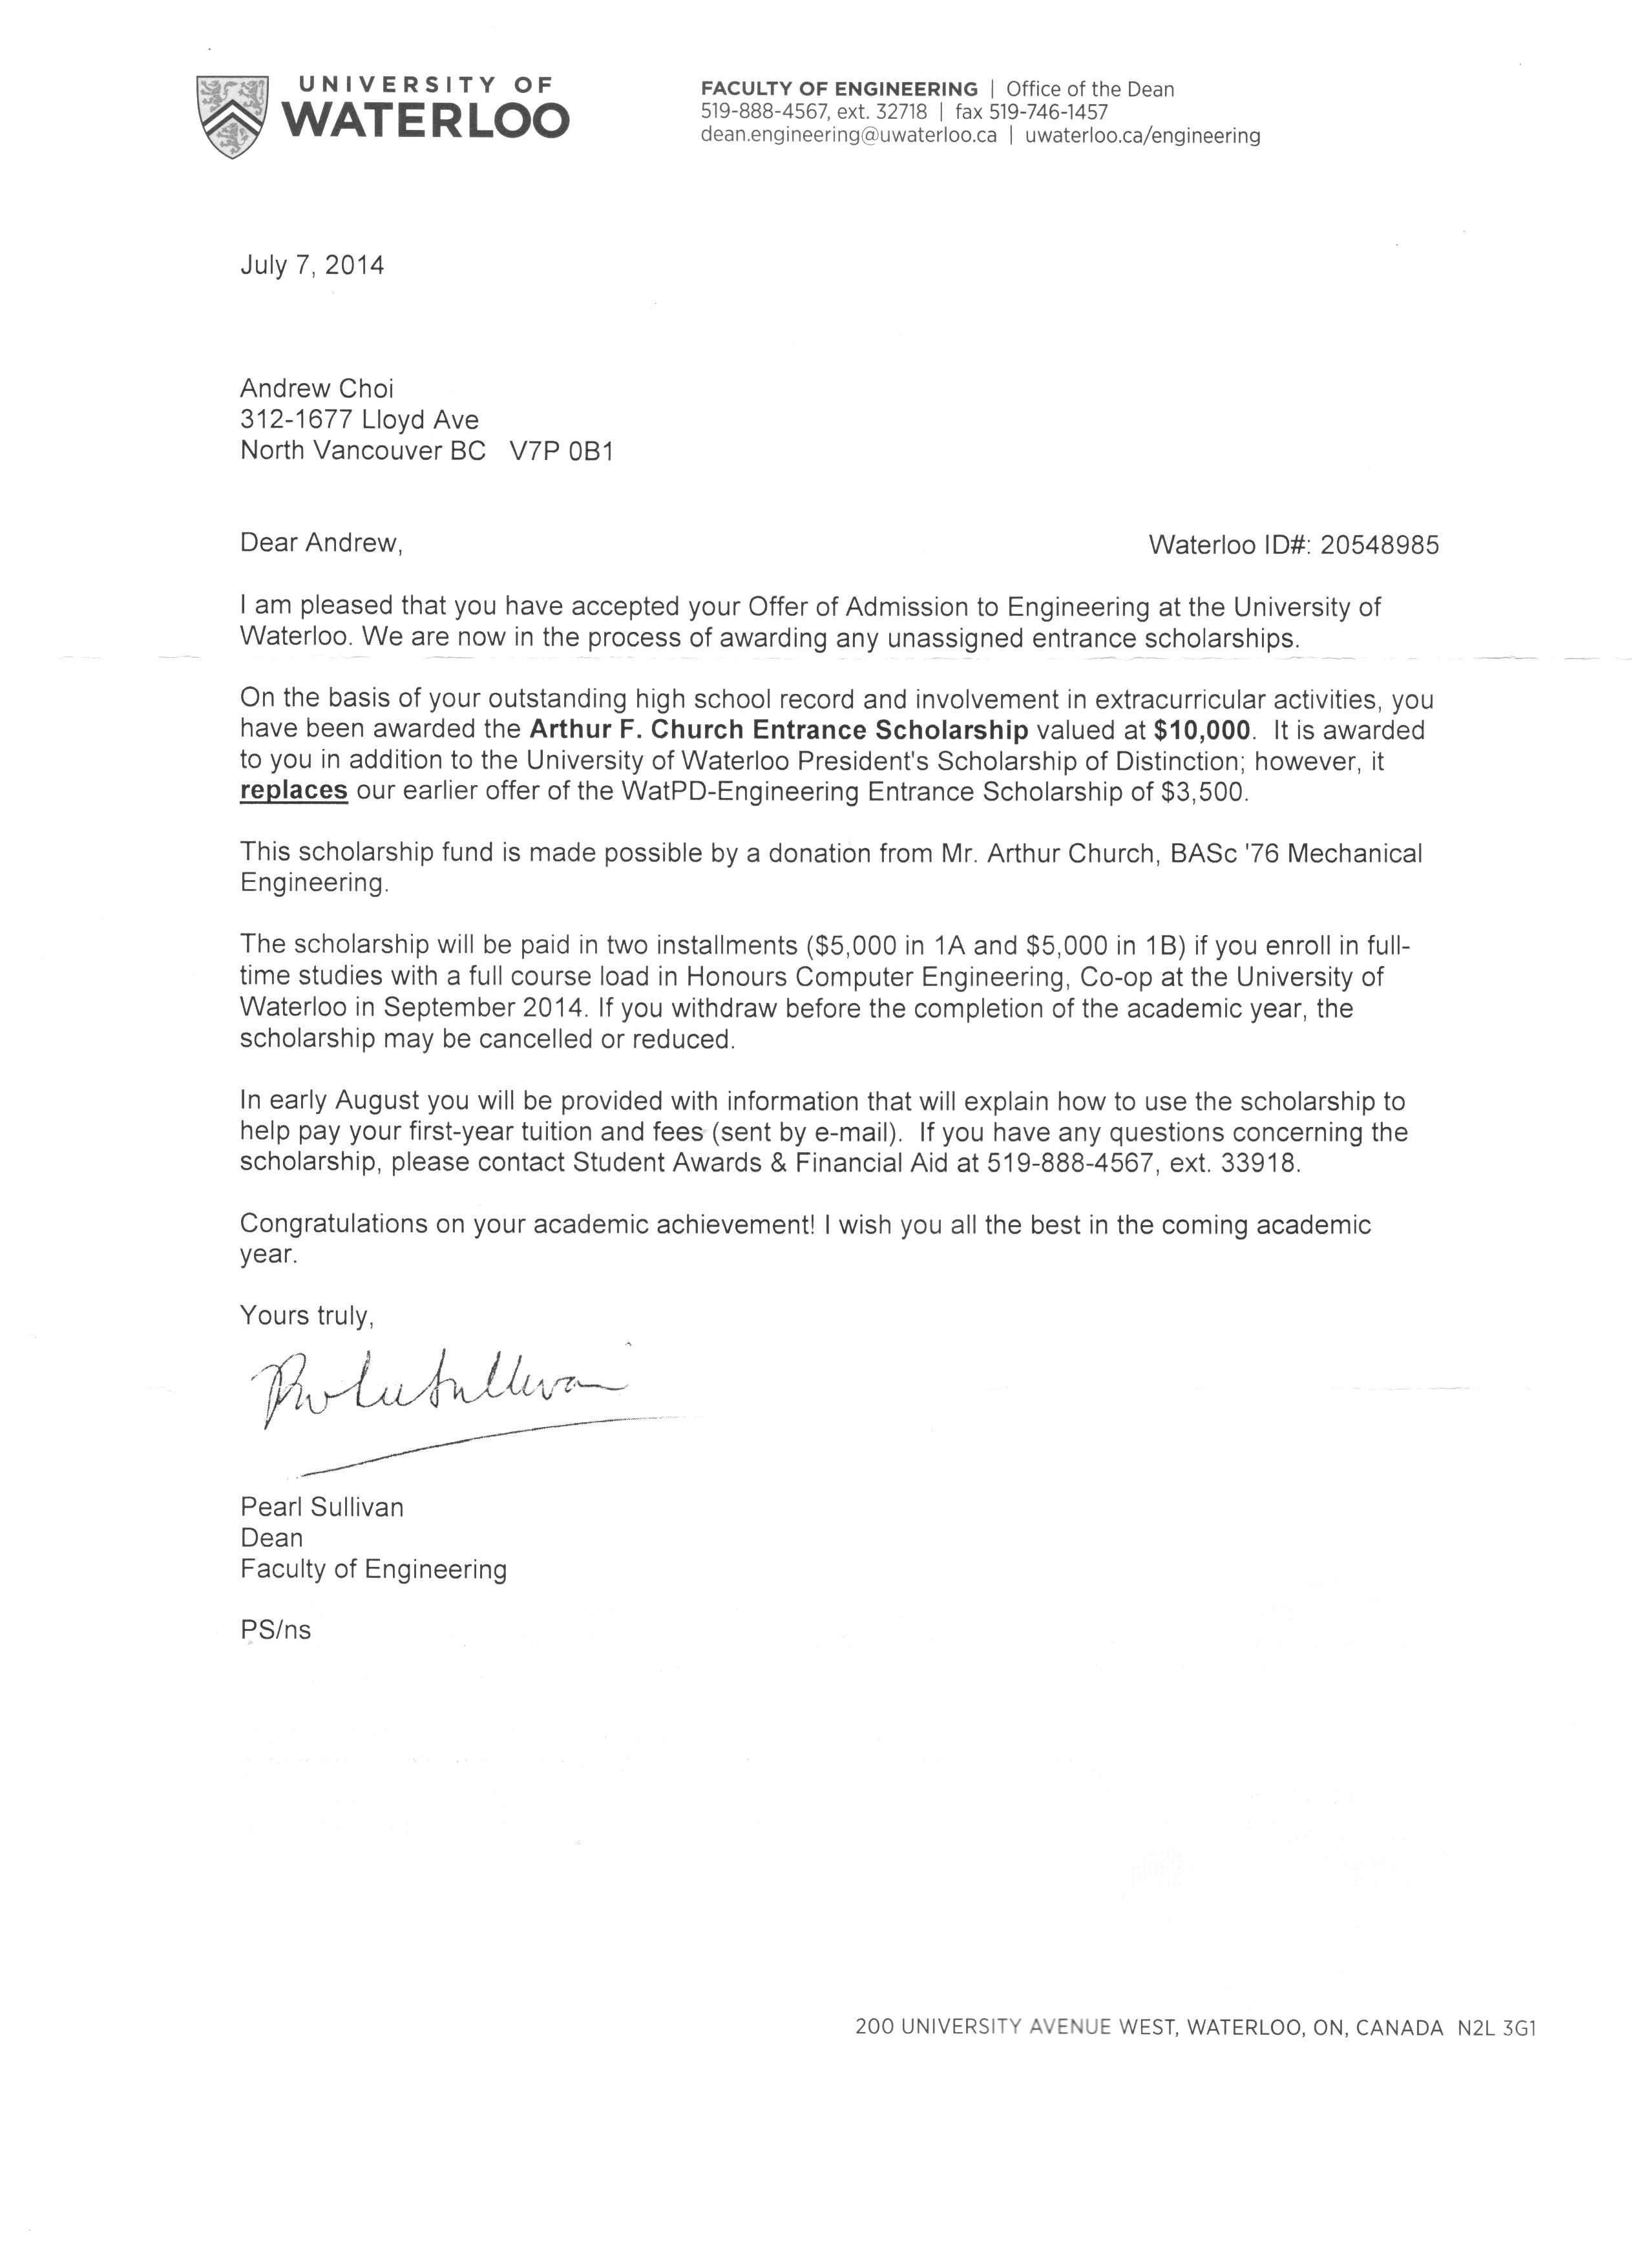 UNIVERSITY OF
WATERLOO
FACULTY OF ENGINEERING | Office of the Dean
519-888-4567, ext. 32718 | fax 519-746-1457
dean.engineering@uwaterloo.ca | uwaterloo.ca/engineering
July 7, 2014
Andrew Choi
312-1677 Lloyd Ave
North Vancouver BC V7P 0B1
Dear Andrew,
Waterloo ID#: 20548985
I am pleased that you have accepted your Offer of Admission to Engineering at the University of
Waterloo. We are now in the process of awarding any unassigned entrance scholarships.
On the basis of your outstanding high school record and involvement in extracurricular activities, you
have been awarded the Arthur F. Church Entrance Scholarship valued at $10,000. It is awarded
to you in addition to the University of Waterloo President's Scholarship of Distinction; however, it
replaces our earlier offer of the WatPD-Engineering Entrance Scholarship of $3,500.
This scholarship fund is made possible by a donation from Mr. Arthur Church, BASc '76 Mechanical
Engineering.
The scholarship will be paid in two installments ($5,000 in 1A and $5,000 in 1B) if you enroll in full-
time studies with a full course load in Honours Computer Engineering, Co-op at the University of
Waterloo in September 2014. If you withdraw before the completion of the academic year, the
scholarship may be cancelled or reduced.
In early August you will be provided with information that will explain how to use the scholarship to
help pay your first-year tuition and fees (sent by e-mail). If you have any questions concerning the
scholarship, please contact Student Awards & Financial Aid at 519-888-4567, ext. 33918.
Congratulations on your academic achievement! I wish you all the best in the coming academic
year.
Yours truly,
Pearl Sullivan
Dean
Faculty of Engineering
PS/ns
200 UNIVERSITY AVENUE WEST, WATERLOO, ON, CANADA N2L 3G1